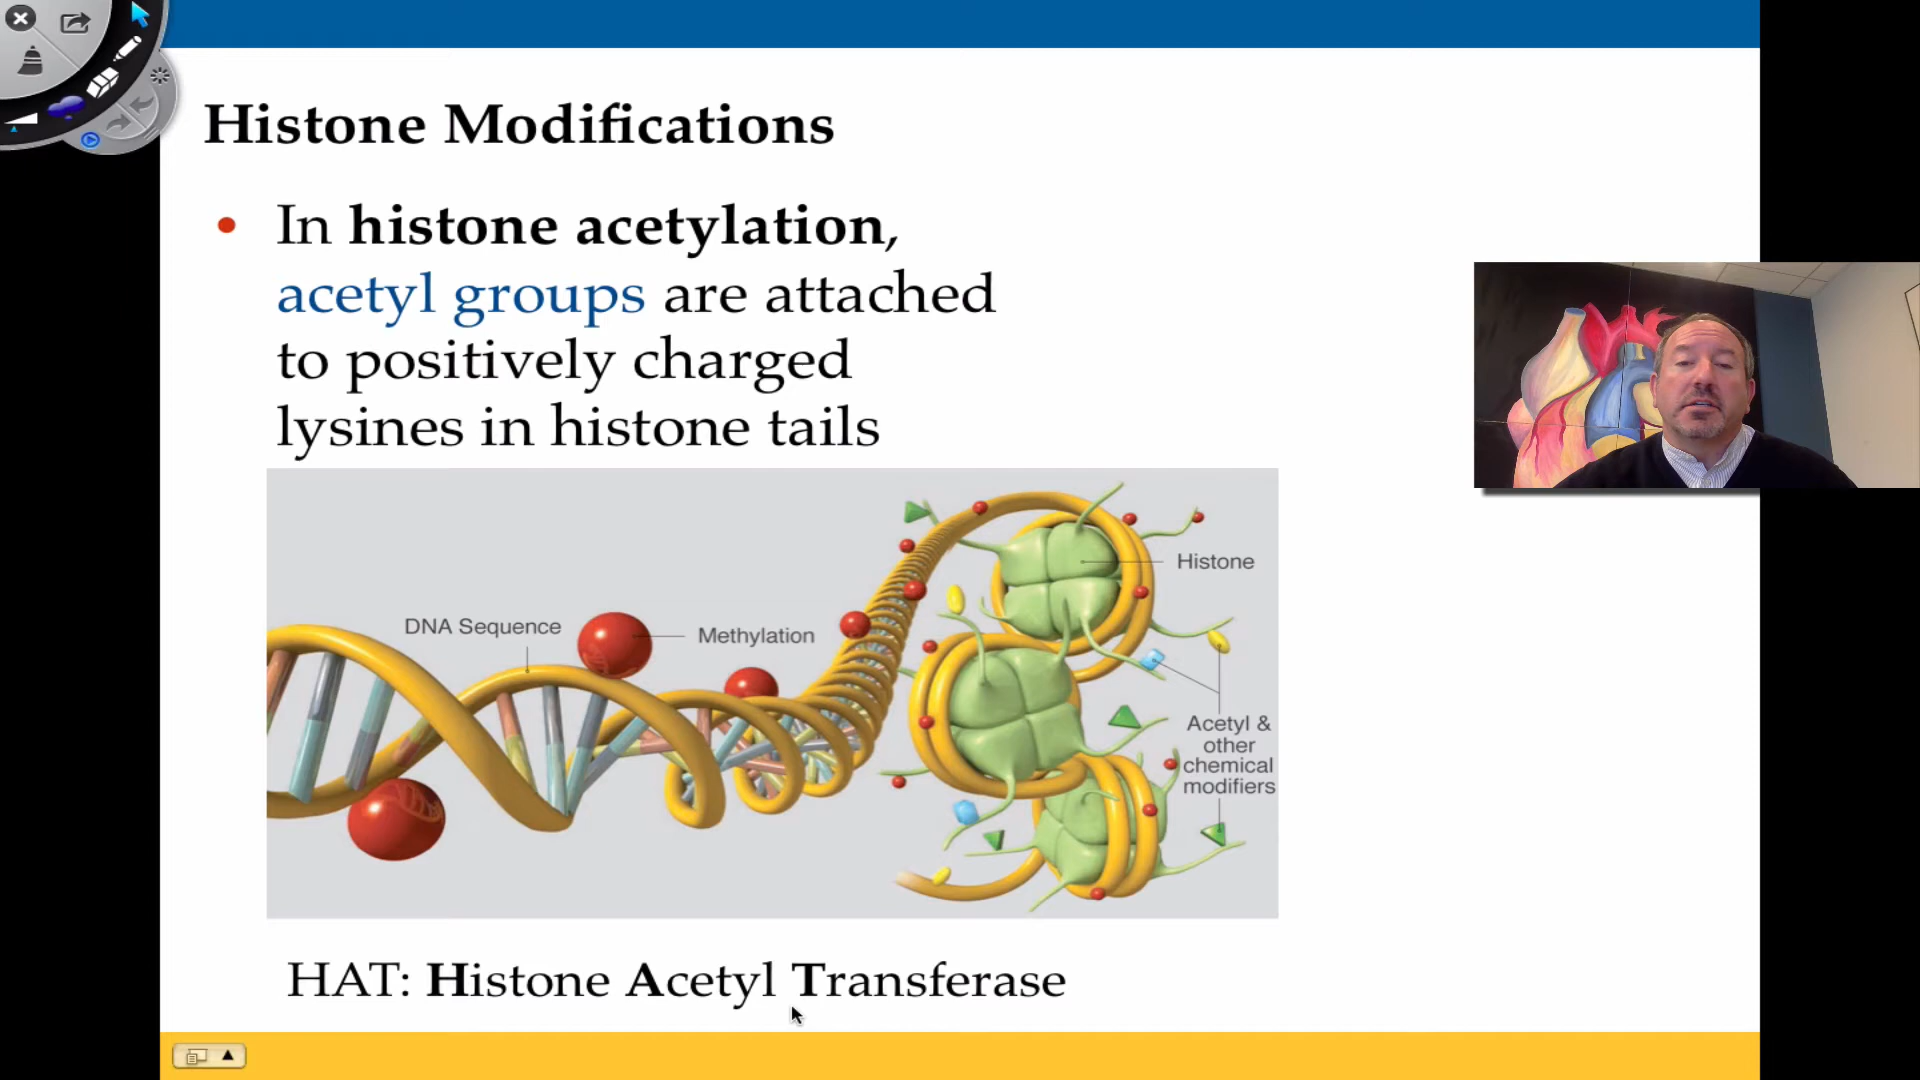 Histone Modifications
• In histone acetylation,
acetyl groups are attached
to positively charged
lysines in histone tails
DNA Sequence
Methylation
Histone
Acetyl &
other
chemical
modifiers
HAT: Histone Acetyl Transferase